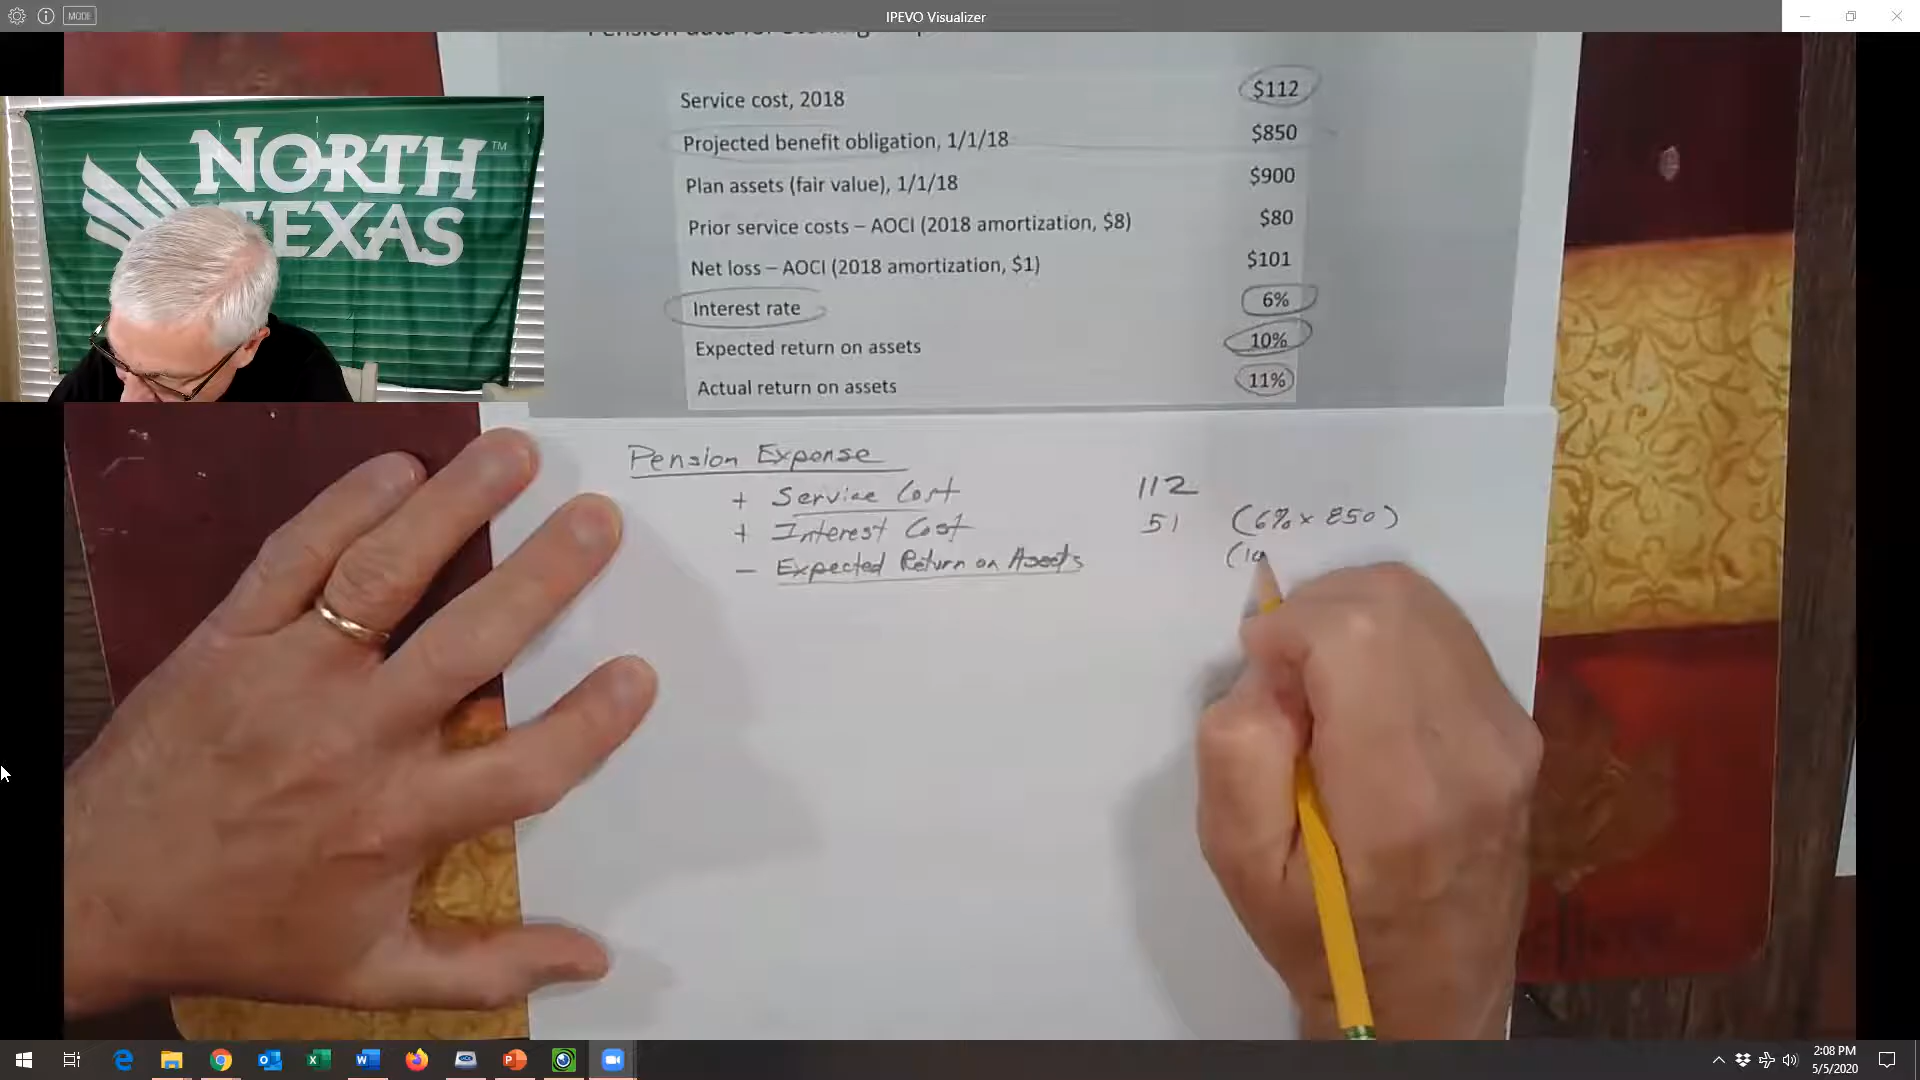 MODE
IPEVO Visualizer
NORTH™
TEXAS
Service cost, 2018 $112
Projected benefit obligation, 1/1/18 $850
Plan assets (fair value), 1/1/18 $900
Prior service costs – AOCI (2018 amortization, $8) $80
Net loss – AOCI (2018 amortization, $1) $101
Interest rate 6%
Expected return on assets 10%
Actual return on assets 11%
Pension Expense
+ Service Cost 112
+ Interest Cost 51 (6% x 850)
– Expected Return on Assets (10
2:08 PM
5/5/2020